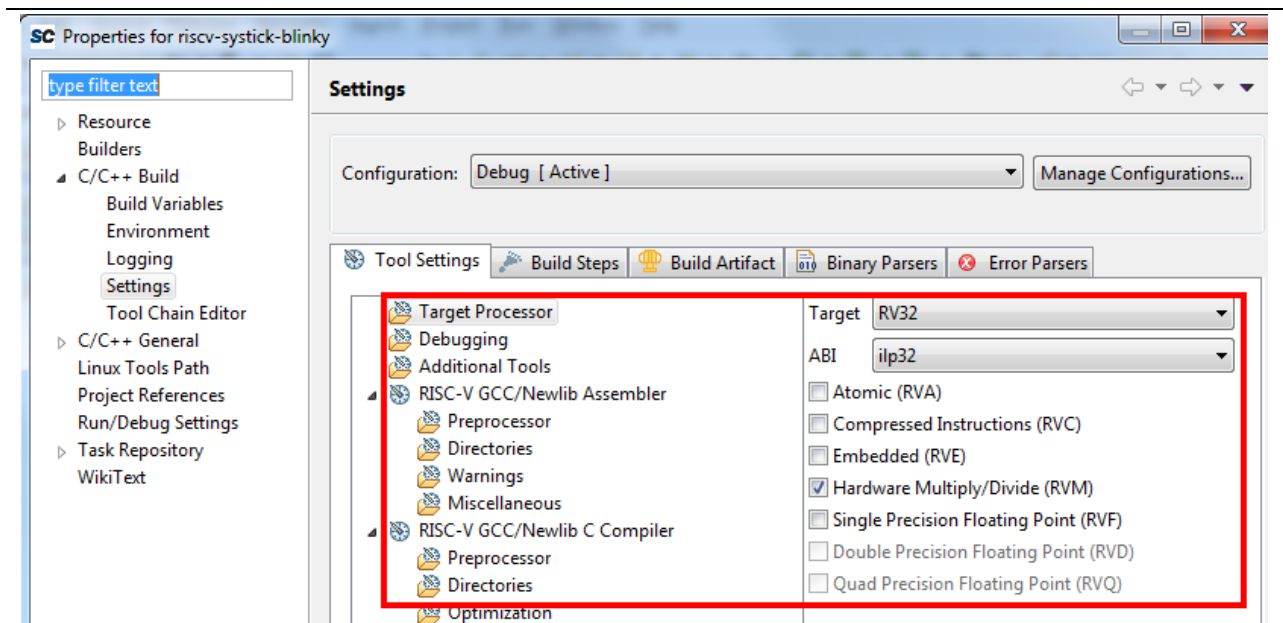 SC Properties for riscv-systick-blinky
type filter text
Resource
Builders
C/C++ Build
Build Variables
Environment
Logging
Settings
Tool Chain Editor
C/C++ General
Linux Tools Path
Project References
Run/Debug Settings
Task Repository
WikiText
Settings
Configuration: Debug [ Active ] Manage Configurations...
Tool Settings Build Steps Build Artifact 010 Binary Parsers Error Parsers
Target Processor
Debugging
Additional Tools
RISC-V GCC/Newlib Assembler
Preprocessor
Directories
Warnings
Miscellaneous
RISC-V GCC/Newlib C Compiler
Preprocessor
Directories
Optimization
Target RV32
ABI ilp32
Atomic (RVA)
Compressed Instructions (RVC)
Embedded (RVE)
Hardware Multiply/Divide (RVM)
Single Precision Floating Point (RVF)
Double Precision Floating Point (RVD)
Quad Precision Floating Point (RVQ)